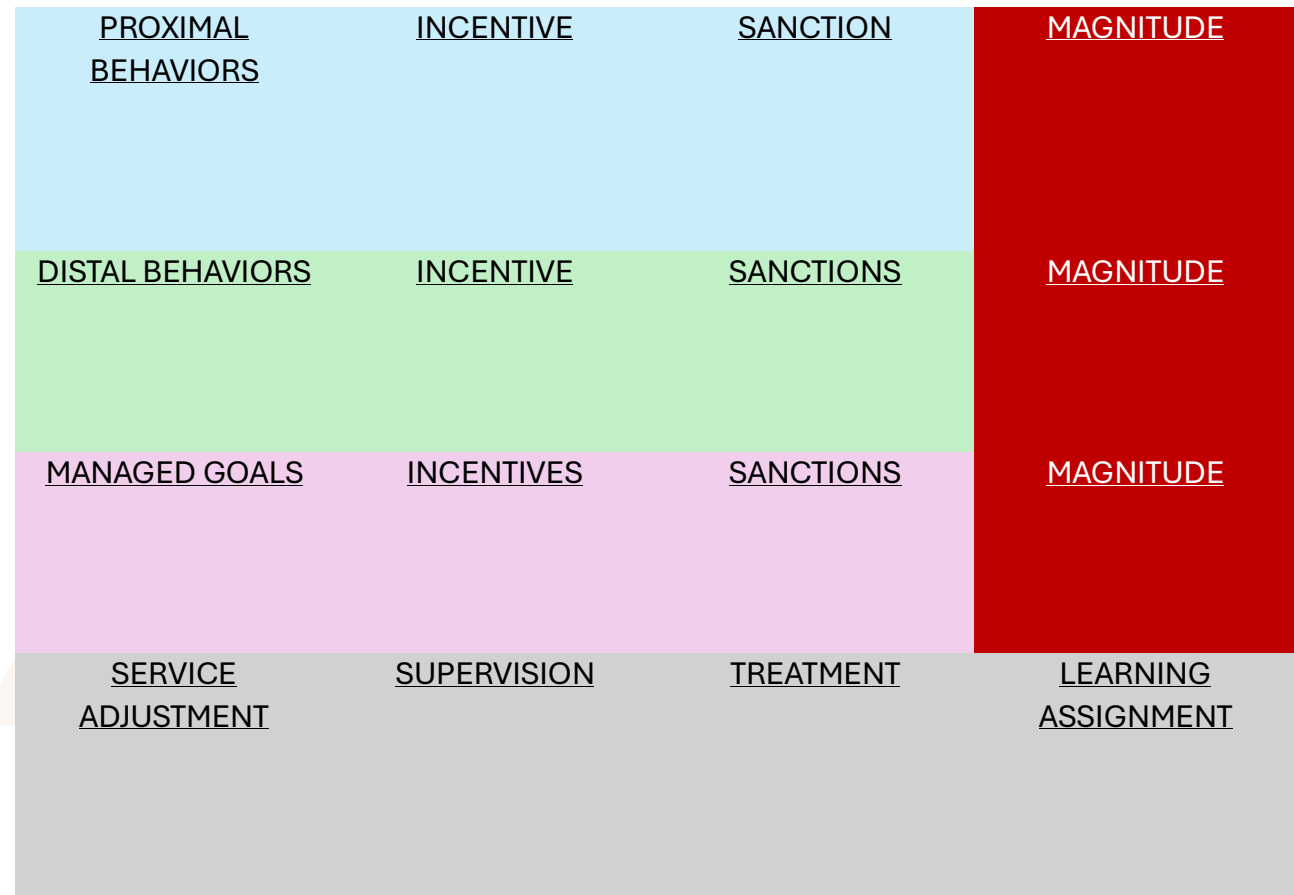 PROXIMAL
BEHAVIORS
INCENTIVE
SANCTION
MAGNITUDE
DISTAL BEHAVIORS
INCENTIVE
SANCTIONS
MAGNITUDE
MANAGED GOALS
INCENTIVES
SANCTIONS
MAGNITUDE
SERVICE
ADJUSTMENT
SUPERVISION
TREATMENT
LEARNING
ASSIGNMENT